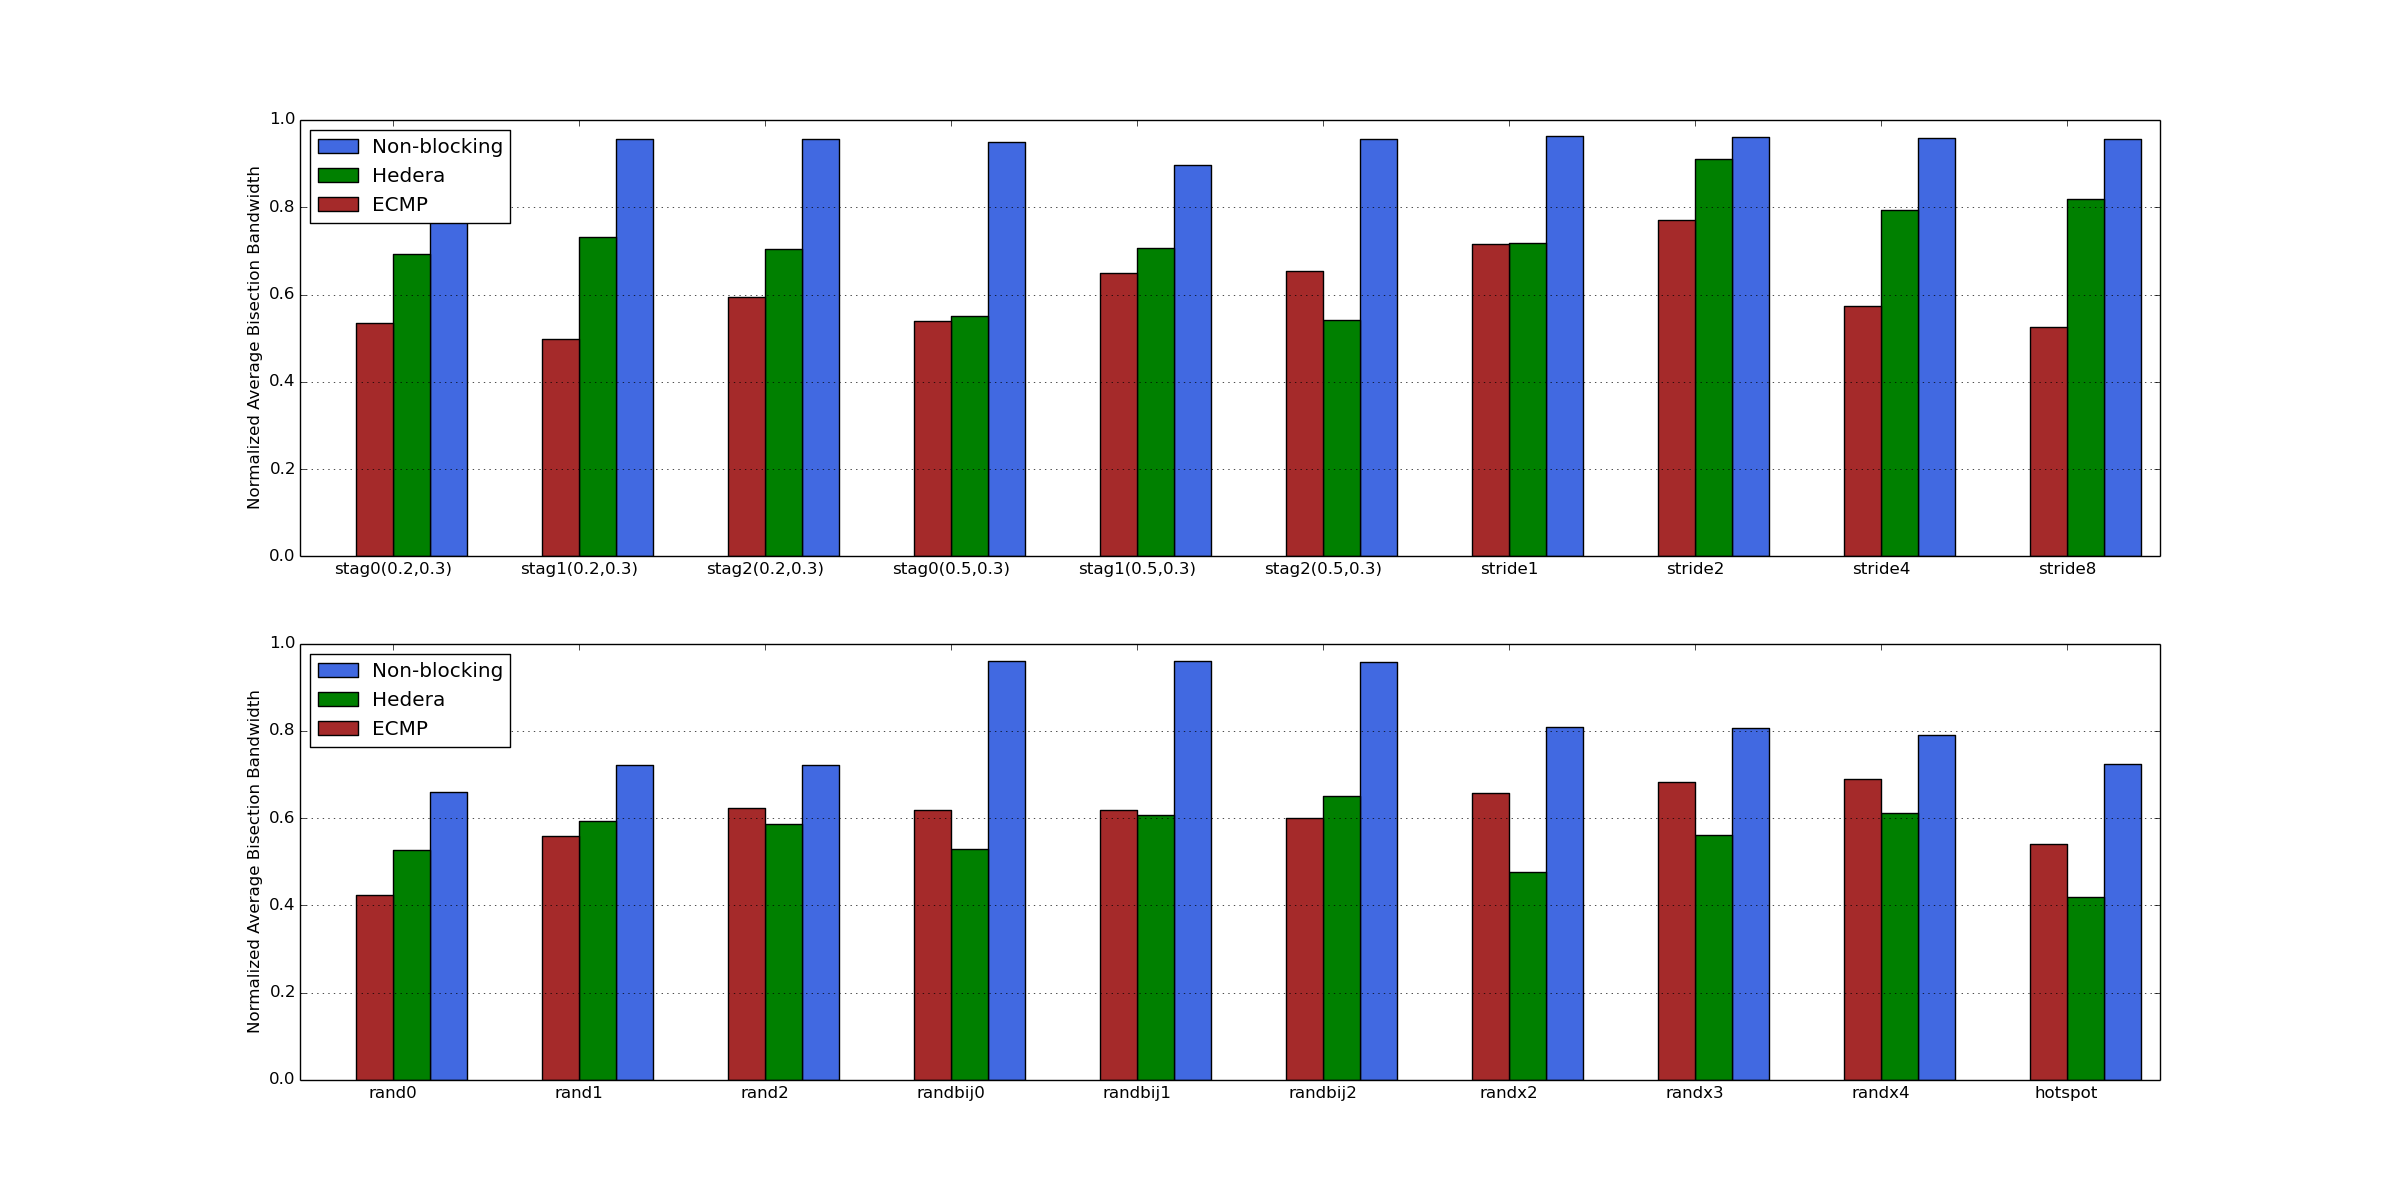 Normalized Average Bisection Bandwidth
1.0
0.8
0.6
0.4
0.2
0.0
Non-blocking
Hedera
ECMP
stag0(0.2,0.3) stag1(0.2,0.3) stag2(0.2,0.3) stag0(0.5,0.3) stag1(0.5,0.3) stag2(0.5,0.3) stride1 stride2 stride4 stride8
Normalized Average Bisection Bandwidth
1.0
0.8
0.6
0.4
0.2
0.0
Non-blocking
Hedera
ECMP
rand0 rand1 rand2 randbij0 randbij1 randbij2 randx2 randx3 randx4 hotspot